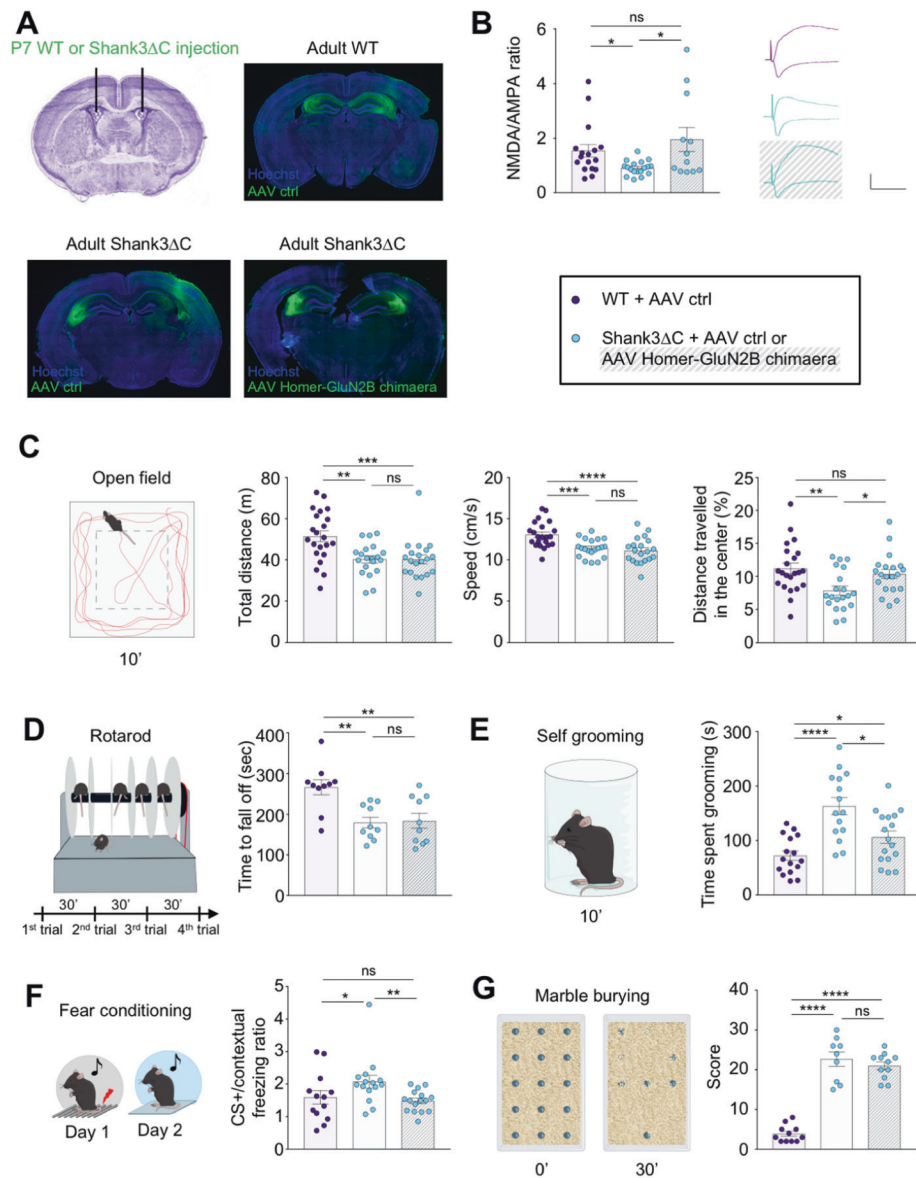 A
P7 WT or Shank3ΔC injection
Adult WT
Hoechst
AAV ctrl
Adult Shank3ΔC
Hoechst
AAV ctrl
Adult Shank3ΔC
Hoechst
AAV Homer-GluN2B chimaera
B
NMDA/AMPA ratio
6
4
2
0
ns
*
*
WT + AAV ctrl
Shank3ΔC + AAV ctrl or
AAV Homer-GluN2B chimaera
C
Open field
10’
Total distance (m)
80
60
40
20
0
***
**
ns
Speed (cm/s)
20
15
10
5
0
****
***
ns
Distance travelled
in the center (%)
25
20
15
10
5
0
ns
**
*
D
Rotarod
30’
30’
30’
1st trial
2nd trial
3rd trial
4th trial
Time to fall off (sec)
400
300
200
100
0
**
**
ns
E
Self grooming
10’
Time spent grooming (s)
300
200
100
0
*
****
*
F
Fear conditioning
Day 1
Day 2
CS+/contextual
freezing ratio
5
4
3
2
1
0
ns
*
**
G
Marble burying
0’
30’
Score
40
30
20
10
0
****
****
ns